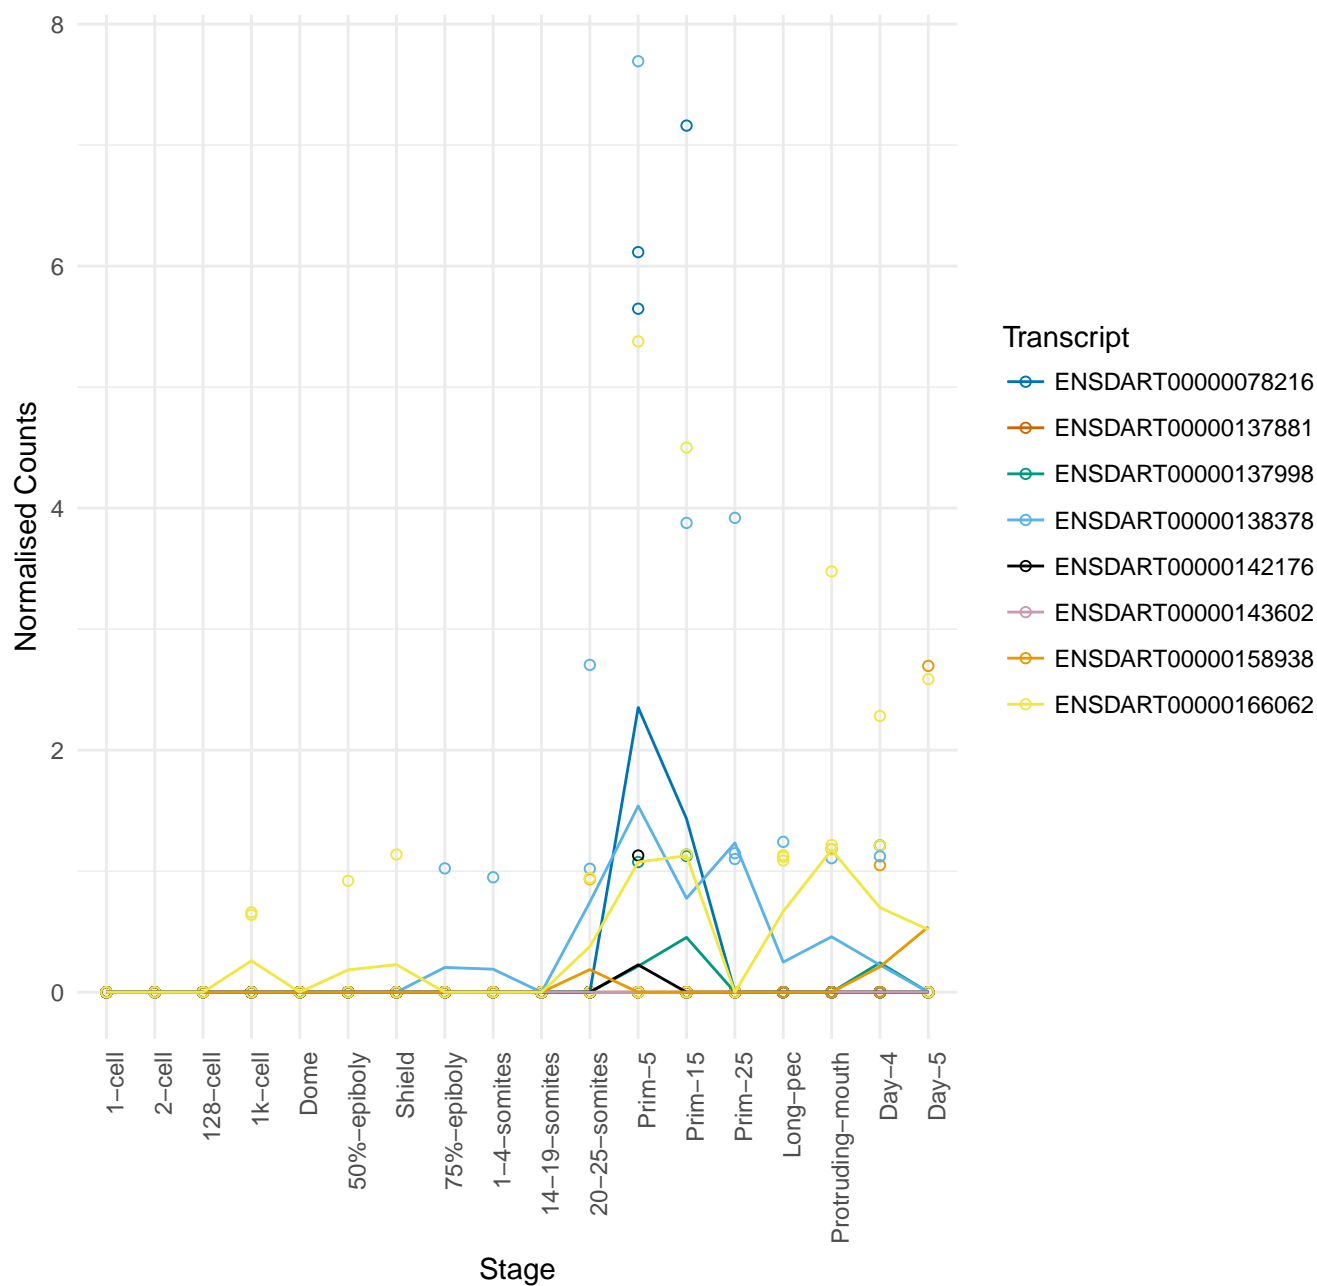 8
6
4
2
0
Normalised Counts
1−cell
2−cell
128−cell
1k−cell
Dome
50%−epiboly
Shield
75%−epiboly
1−4−somites
14−19−somites
20−25−somites
Prim−5
Prim−15
Prim−25
Long−pec
Protruding−mouth
Day−4
Day−5
Stage
Transcript
ENSDART00000078216
ENSDART00000137881
ENSDART00000137998
ENSDART00000138378
ENSDART00000142176
ENSDART00000143602
ENSDART00000158938
ENSDART00000166062